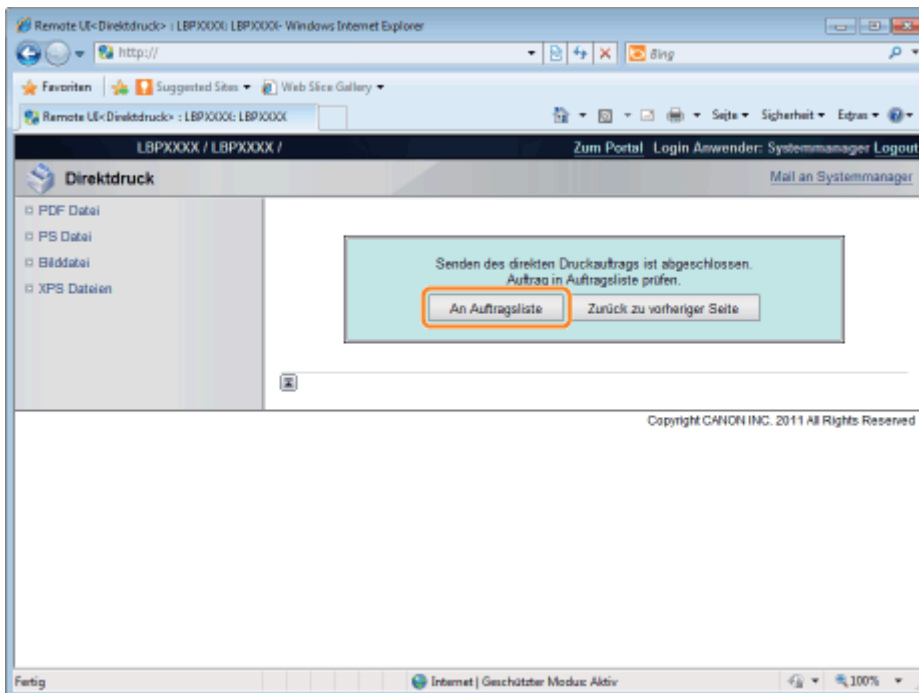 Remote UI<Direktdruck> : LBPXXXX: LBPXXXX- Windows Internet Explorer
http://
Bing
Favoriten Suggested Sites Web Slice Gallery
Remote UI<Direktdruck> : LBPXXXX: LBPXXXX
Seite Sicherheit Extras
LBPXXXX / LBPXXXX /
Zum Portal Login Anwender: Systemmanager Logout
Direktdruck
Mail an Systemmanager
PDF Datei
PS Datei
Bilddatei
XPS Dateien
Senden des direkten Druckauftrags ist abgeschlossen.
Auftrag in Auftragsliste prüfen.
An Auftragsliste Zurück zu vorheriger Seite
Copyright CANON INC. 2011 All Rights Reserved
Fertig Internet | Geschützter Modus: Aktiv 100%